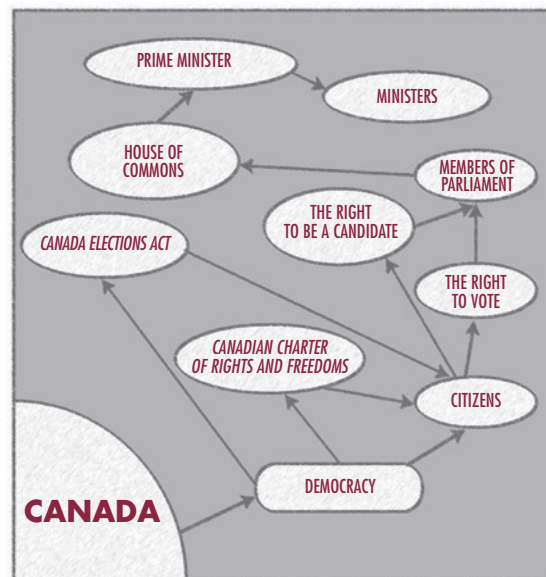 PRIME MINISTER
MINISTERS
HOUSE OF
COMMONS
MEMBERS OF
PARLIAMENT
THE RIGHT
TO BE A CANDIDATE
CANADA ELECTIONS ACT
THE RIGHT
TO VOTE
CANADIAN CHARTER
OF RIGHTS AND FREEDOMS
CITIZENS
DEMOCRACY
CANADA